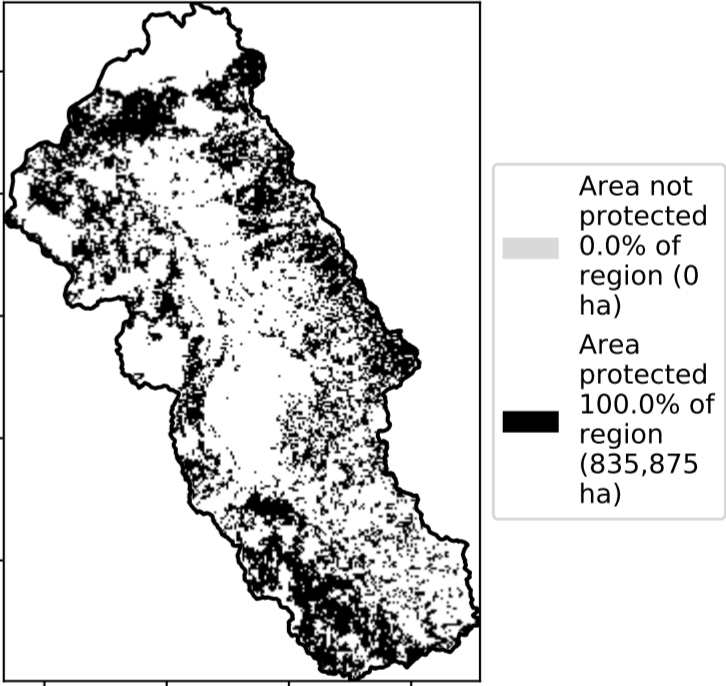 Area not
protected
0.0% of
region (0
ha)
Area
protected
100.0% of
region
(835,875
ha)